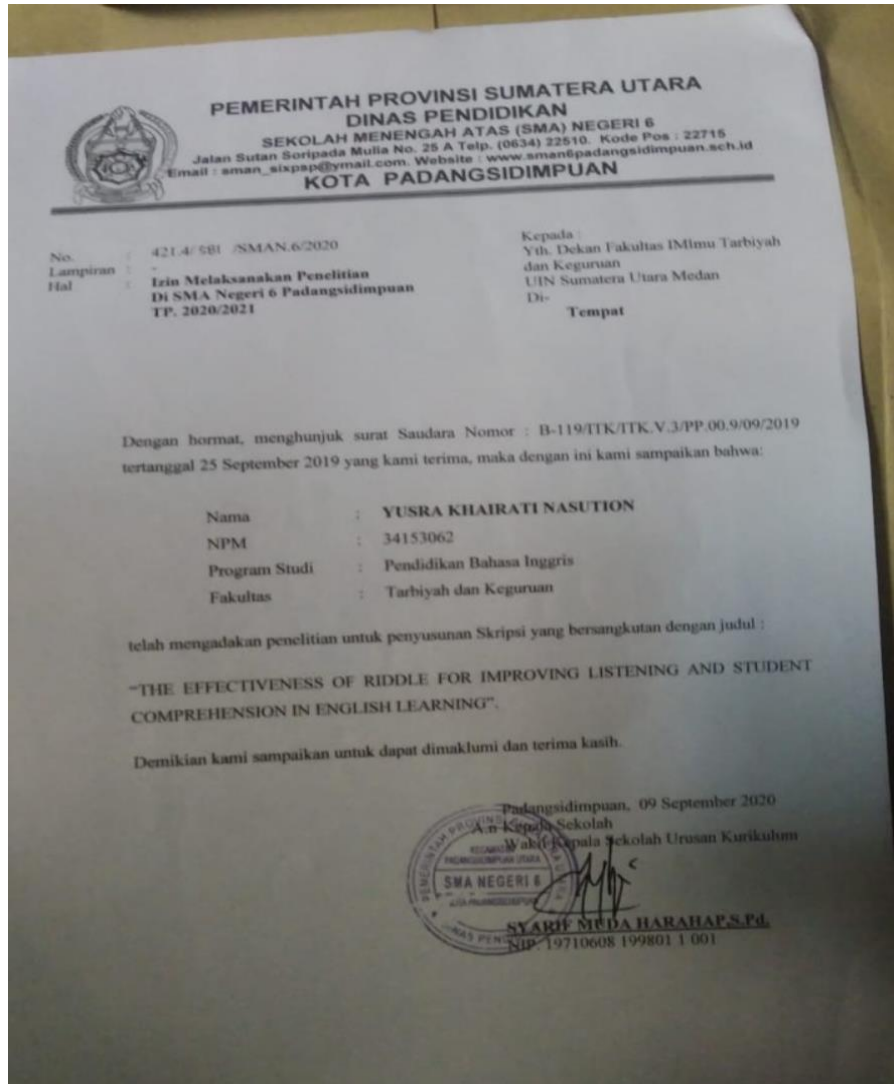 PEMERINTAH PROVINSI SUMATERA UTARA
DINAS PENDIDIKAN
SEKOLAH MENENGAH ATAS (SMA) NEGERI 6
Jalan Sutan Soripada Mulia No. 25 A Telp. (0634) 22510. Kode Pos : 22715
Email : sman_sixpsp@ymail.com. Website : www.sman6padangsidimpuan.sch.id
KOTA PADANGSIDIMPUAN
No. : 421.4/ /SMAN.6/2020
Lampiran : -
Hal : Izin Melaksanakan Penelitian
Di SMA Negeri 6 Padangsidimpuan
TP. 2020/2021
Kepada :
Yth. Dekan Fakultas IMlmu Tarbiyah
dan Keguruan
UIN Sumatera Utara Medan
Di-
Tempat
Dengan hormat, menghunjuk surat Saudara Nomor : B-119/ITK/ITK.V.3/PP.00.9/09/2019
tertanggal 25 September 2019 yang kami terima, maka dengan ini kami sampaikan bahwa:
Nama : YUSRA KHAIRATI NASUTION
NPM : 34153062
Program Studi : Pendidikan Bahasa Inggris
Fakultas : Tarbiyah dan Keguruan
telah mengadakan penelitian untuk penyusunan Skripsi yang bersangkutan dengan judul :
"THE EFFECTIVENESS OF RIDDLE FOR IMPROVING LISTENING AND STUDENT
COMPREHENSION IN ENGLISH LEARNING".
Demikian kami sampaikan untuk dapat dimaklumi dan terima kasih.
Padangsidimpuan, 09 September 2020
A.n Kepala Sekolah
Wakil Kepala Sekolah Urusan Kurikulum
PEMERINTAH PROVINSI SUMATERA UTARA
KECAMATAN
PADANGSIDIMPUAN UTARA
SMA NEGERI 6
DINAS
SYARIF MUDA HARAHAP,S.Pd.
NIP. 19710608 199801 1 001